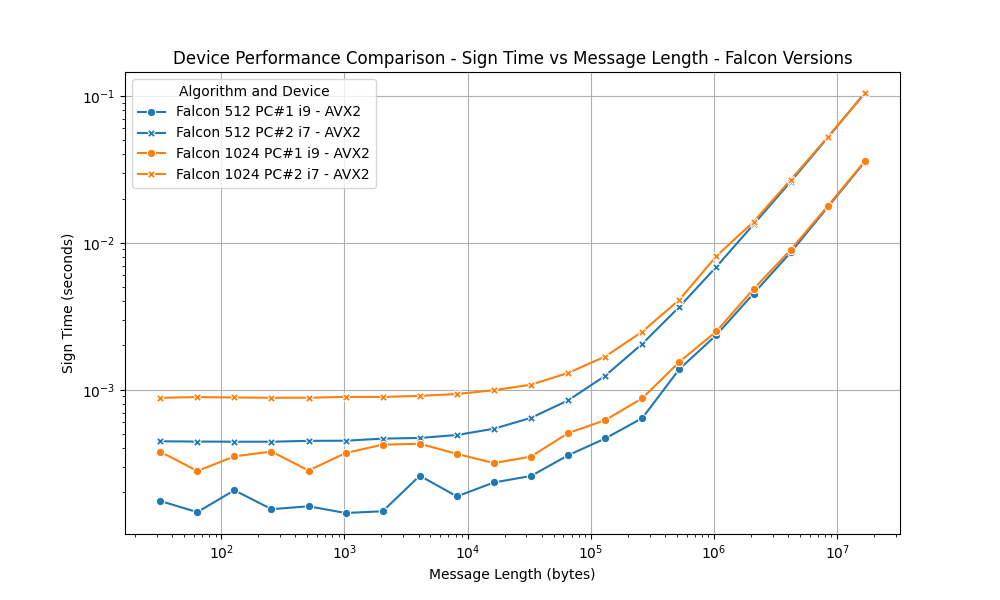 Device Performance Comparison - Sign Time vs Message Length - Falcon Versions
Algorithm and Device
Falcon 512 PC#1 i9 - AVX2
Falcon 512 PC#2 i7 - AVX2
Falcon 1024 PC#1 i9 - AVX2
Falcon 1024 PC#2 i7 - AVX2
Sign Time (seconds)
10⁻¹
10⁻²
10⁻³
10² 10³ 10⁴ 10⁵ 10⁶ 10⁷
Message Length (bytes)